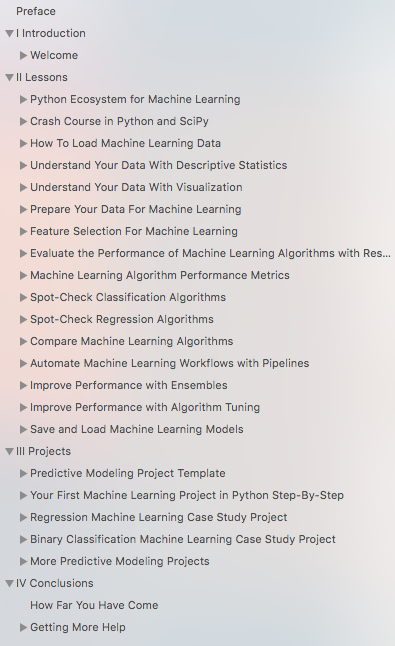 Preface
I Introduction
Welcome
II Lessons
Python Ecosystem for Machine Learning
Crash Course in Python and SciPy
How To Load Machine Learning Data
Understand Your Data With Descriptive Statistics
Understand Your Data With Visualization
Prepare Your Data For Machine Learning
Feature Selection For Machine Learning
Evaluate the Performance of Machine Learning Algorithms with Res...
Machine Learning Algorithm Performance Metrics
Spot-Check Classification Algorithms
Spot-Check Regression Algorithms
Compare Machine Learning Algorithms
Automate Machine Learning Workflows with Pipelines
Improve Performance with Ensembles
Improve Performance with Algorithm Tuning
Save and Load Machine Learning Models
III Projects
Predictive Modeling Project Template
Your First Machine Learning Project in Python Step-By-Step
Regression Machine Learning Case Study Project
Binary Classification Machine Learning Case Study Project
More Predictive Modeling Projects
IV Conclusions
How Far You Have Come
Getting More Help